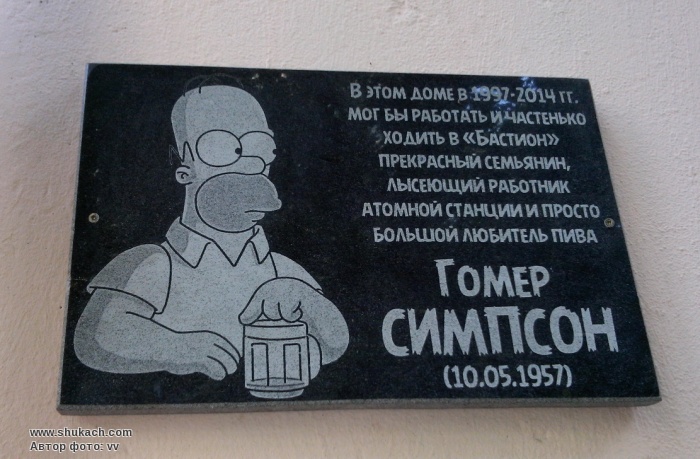 В ЭТОМ ДОМЕ В 1997-2014 ГГ.
МОГ БЫ РАБОТАТЬ И ЧАСТЕНЬКО
ХОДИТЬ В «БАСТИОН»
ПРЕКРАСНЫЙ СЕМЬЯНИН,
ЛЫСЕЮЩИЙ РАБОТНИК
АТОМНОЙ СТАНЦИИ И ПРОСТО
БОЛЬШОЙ ЛЮБИТЕЛЬ ПИВА
ГОМЕР
СИМПСОН
(10.05.1957)
www.shukach.com
Автор фото: vv